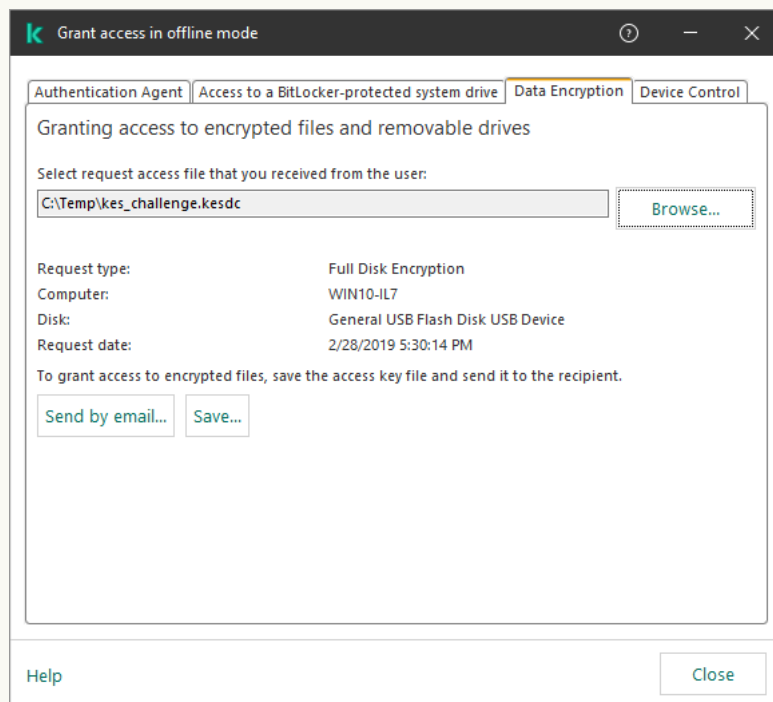 Grant access in offline mode
Authentication Agent Access to a BitLocker-protected system drive Data Encryption Device Control
Granting access to encrypted files and removable drives
Select request access file that you received from the user:
C:\Temp\kes_challenge.kesdc Browse...
Request type: Full Disk Encryption
Computer: WIN10-IL7
Disk: General USB Flash Disk USB Device
Request date: 2/28/2019 5:30:14 PM
To grant access to encrypted files, save the access key file and send it to the recipient.
Send by email... Save...
Help Close